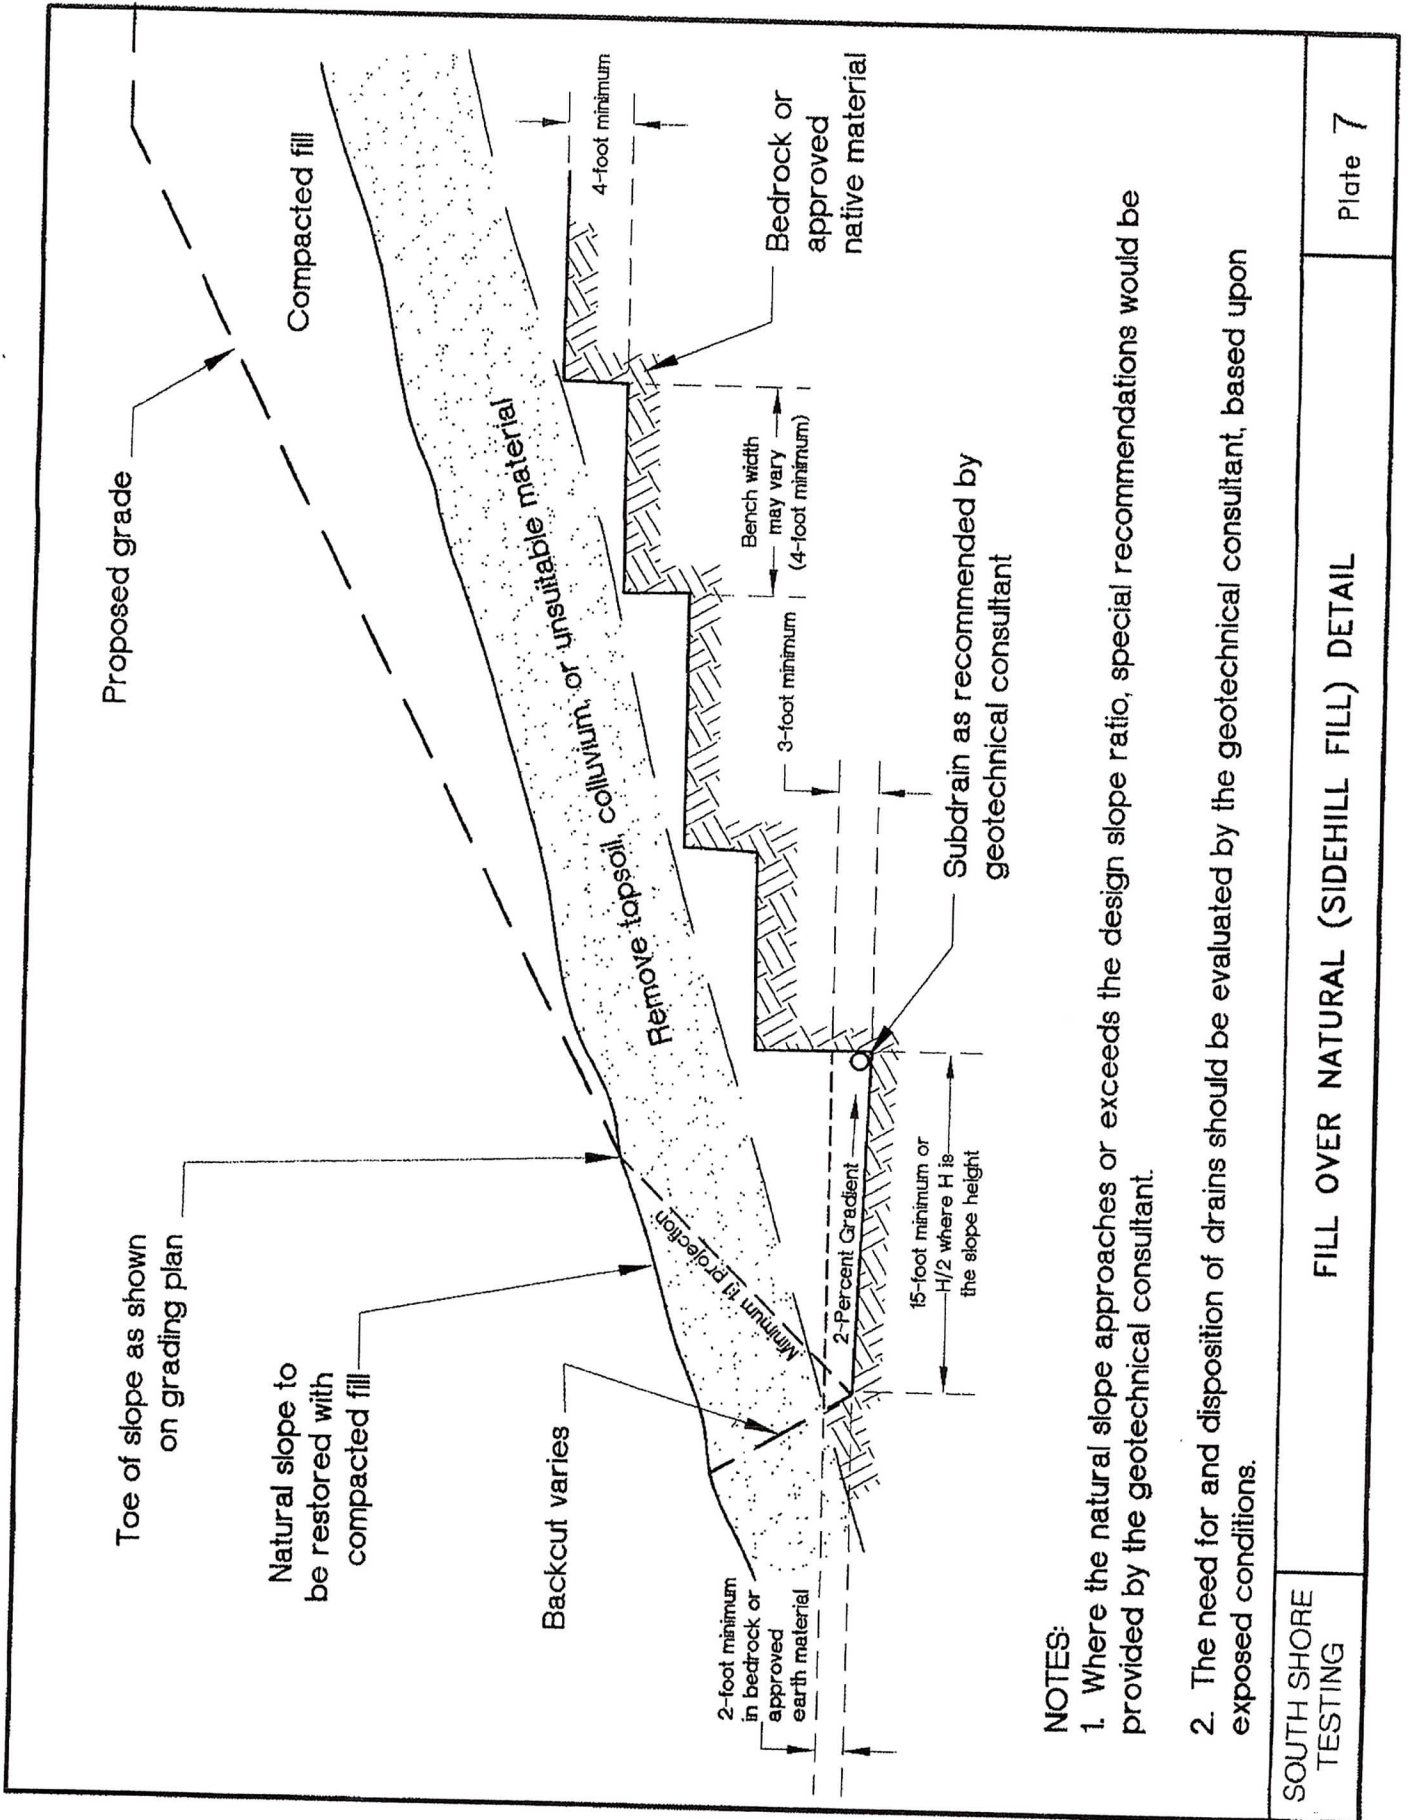 Toe of slope as shown
on grading plan
Proposed grade
Natural slope to
be restored with
compacted fill
Compacted fill
Backcut varies
Remove topsoil, colluvium, or unsuitable material
Minimum 1:1 projection
4-foot minimum
2-foot minimum
in bedrock or
approved
earth material
Bedrock or
approved
native material
Bench width
may vary
(4-foot minimum)
3-foot minimum
2-Percent Gradient
15-foot minimum or
H/2 where H is
the slope height
Subdrain as recommended by
geotechnical consultant
NOTES:
1. Where the natural slope approaches or exceeds the design slope ratio, special recommendations would be
provided by the geotechnical consultant.
2. The need for and disposition of drains should be evaluated by the geotechnical consultant, based upon
exposed conditions.
SOUTH SHORE
TESTING
FILL OVER NATURAL (SIDEHILL FILL) DETAIL
Plate 7